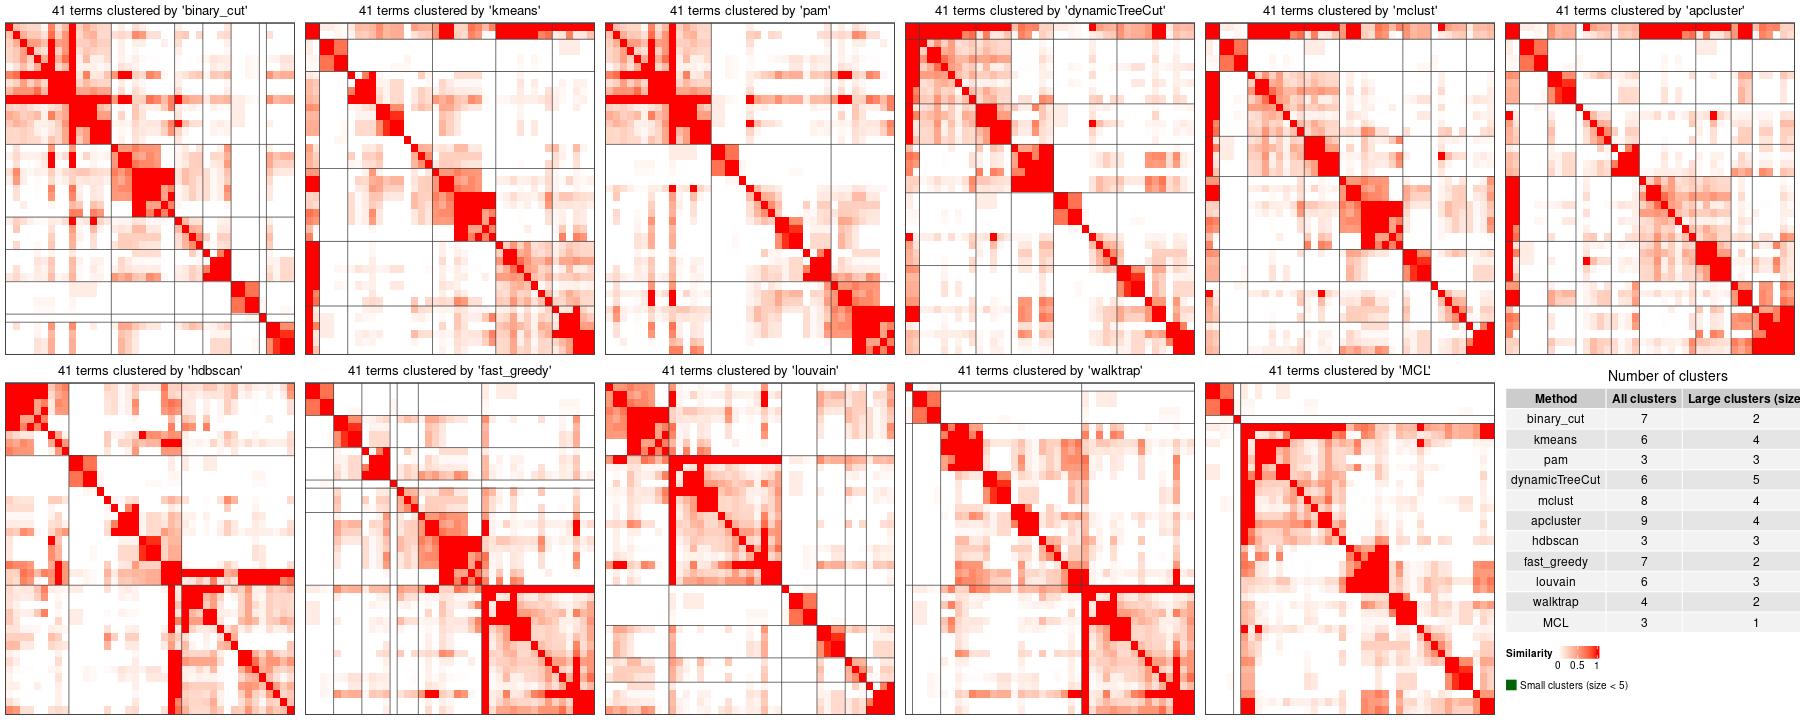 41 terms clustered by 'binary_cut'
41 terms clustered by 'kmeans'
41 terms clustered by 'pam'
41 terms clustered by 'dynamicTreeCut'
41 terms clustered by 'mclust'
41 terms clustered by 'apcluster'
41 terms clustered by 'hdbscan'
41 terms clustered by 'fast_greedy'
41 terms clustered by 'louvain'
41 terms clustered by 'walktrap'
41 terms clustered by 'MCL'
Number of clusters
Method All clusters Large clusters (size
binary_cut 7 2
kmeans 6 4
pam 3 3
dynamicTreeCut 6 5
mclust 8 4
apcluster 9 4
hdbscan 3 3
fast_greedy 7 2
louvain 6 3
walktrap 4 2
MCL 3 1
Similarity
0 0.5 1
Small clusters (size < 5)